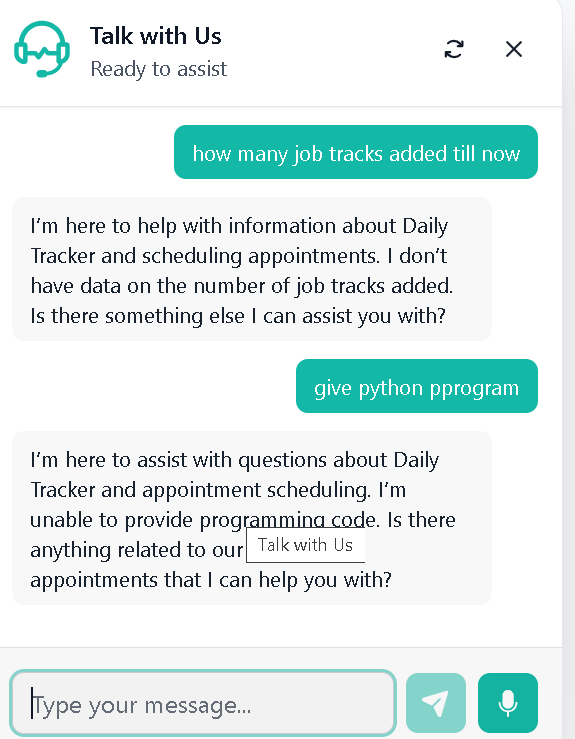 Talk with Us
Ready to assist
how many job tracks added till now
I'm here to help with information about Daily
Tracker and scheduling appointments. I don't
have data on the number of job tracks added.
Is there something else I can assist you with?
give python pprogram
I'm here to assist with questions about Daily
Tracker and appointment scheduling. I'm
unable to provide programming code. Is there
anything related to our
Talk with Us
appointments that I can help you with?
Type your message...